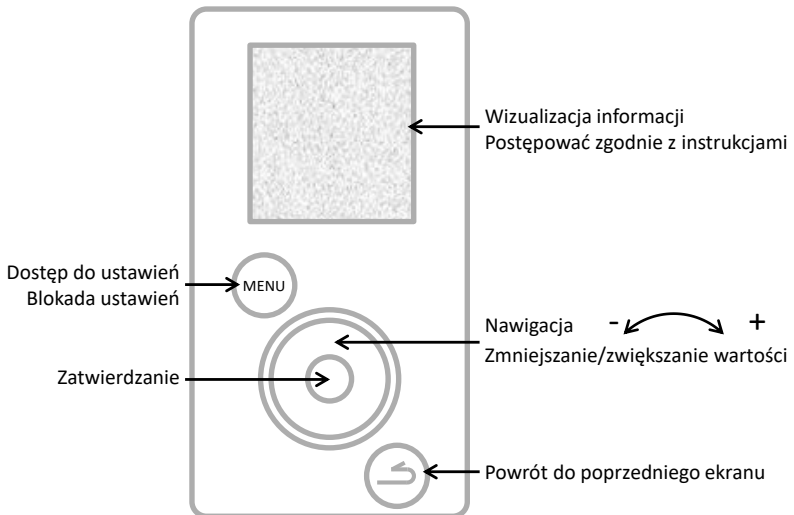 Wizualizacja informacji
Postępować zgodnie z instrukcjami
Dostęp do ustawień
Blokada ustawień
MENU
Nawigacja - +
Zmniejszanie/zwiększanie wartości
Zatwierdzanie
Powrót do poprzedniego ekranu